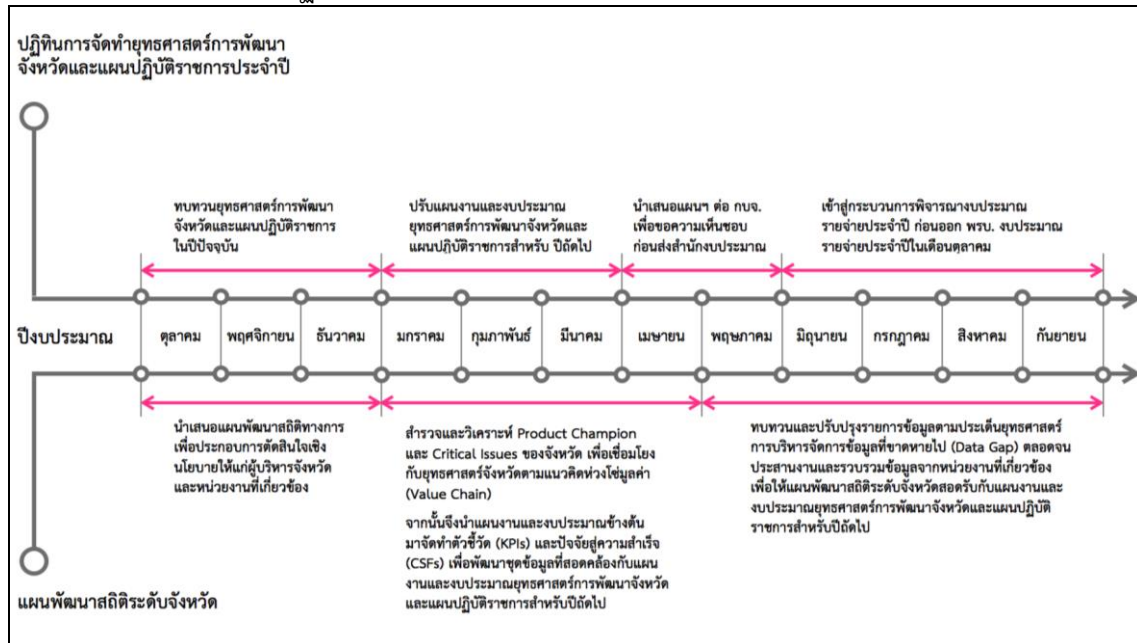 ปฏิทินการจัดทำยุทธศาสตร์การพัฒนา
จังหวัดและแผนปฏิบัติราชการประจำปี
ทบทวนยุทธศาสตร์การพัฒนา
จังหวัดและแผนปฏิบัติราชการ
ในปีปัจจุบัน
ปรับแผนงานและงบประมาณ
ยุทธศาสตร์การพัฒนาจังหวัดและ
แผนปฏิบัติราชการสำหรับ ปีถัดไป
นำเสนอแผนฯ ต่อ กบจ.
เพื่อขอความเห็นชอบ
ก่อนส่งสำนักงบประมาณ
เข้าสู่กระบวนการพิจารณางบประมาณ
รายจ่ายประจำปี ก่อนออก พรบ. งบประมาณ
รายจ่ายประจำปีในเดือนตุลาคม
ปีงบประมาณ
ตุลาคม
พฤศจิกายน
ธันวาคม
มกราคม
กุมภาพันธ์
มีนาคม
เมษายน
พฤษภาคม
มิถุนายน
กรกฎาคม
สิงหาคม
กันยายน
นำเสนอแผนพัฒนาสถิติทางการ
เพื่อประกอบการตัดสินใจเชิง
นโยบายให้แก่ผู้บริหารจังหวัด
และหน่วยงานที่เกี่ยวข้อง
สำรวจและวิเคราะห์ Product Champion
และ Critical Issues ของจังหวัด เพื่อเชื่อมโยง
กับยุทธศาสตร์จังหวัดตามแนวคิดห่วงโซ่มูลค่า
(Value Chain)
จากนั้นจึงนำแผนงานและงบประมาณข้างต้น
มาจัดทำตัวชี้วัด (KPIs) และปัจจัยสู่ความสำเร็จ
(CSFs) เพื่อพัฒนาชุดข้อมูลที่สอดคล้องกับแผน
งานและงบประมาณยุทธศาสตร์การพัฒนาจังหวัด
และแผนปฏิบัติราชการสำหรับปีถัดไป
ทบทวนและปรับปรุงรายการข้อมูลตามประเด็นยุทธศาสตร์
การบริหารจัดการข้อมูลที่ขาดหายไป (Data Gap) ตลอดจน
ประสานงานและรวบรวมข้อมูลจากหน่วยงานที่เกี่ยวข้อง
เพื่อให้แผนพัฒนาสถิติระดับจังหวัดสอดรับกับแผนงานและ
งบประมาณยุทธศาสตร์การพัฒนาจังหวัดและแผนปฏิบัติ
ราชการสำหรับปีถัดไป
แผนพัฒนาสถิติระดับจังหวัด